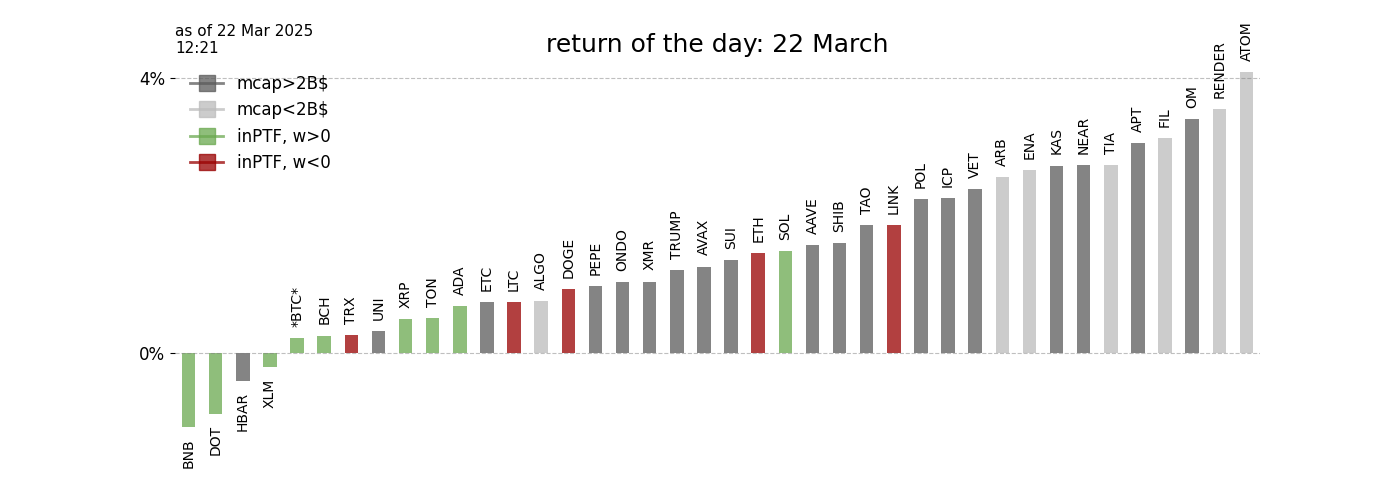 as of 22 Mar 2025
12:21
return of the day: 22 March
4%
0%
mcap>2B$
mcap<2B$
inPTF, w>0
inPTF, w<0
BNB
DOT
HBAR
XLM
*BTC*
BCH
TRX
UNI
XRP
TON
ADA
ETC
LTC
ALGO
DOGE
PEPE
ONDO
XMR
TRUMP
AVAX
SUI
ETH
SOL
AAVE
SHIB
TAO
LINK
POL
ICP
VET
ARB
ENA
KAS
NEAR
TIA
APT
FIL
OM
RENDER
ATOM